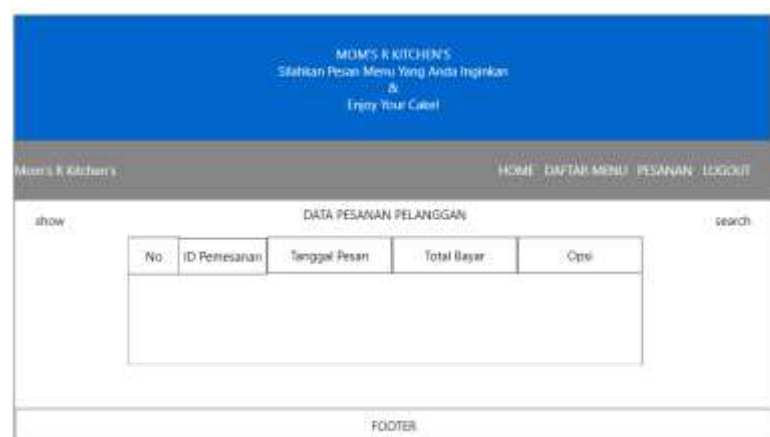 MOM'S R KITCHEN'S
Silahkan Pesan Menu Yang Anda Inginkan
&
Enjoy Your Cake!
Mom's R Kitchen's
HOME DAFTAR MENU PESANAN LOGOUT
show
DATA PESANAN PELANGGAN
search
No ID Pemesanan Tanggal Pesan Total Bayar Opsi
FOOTER